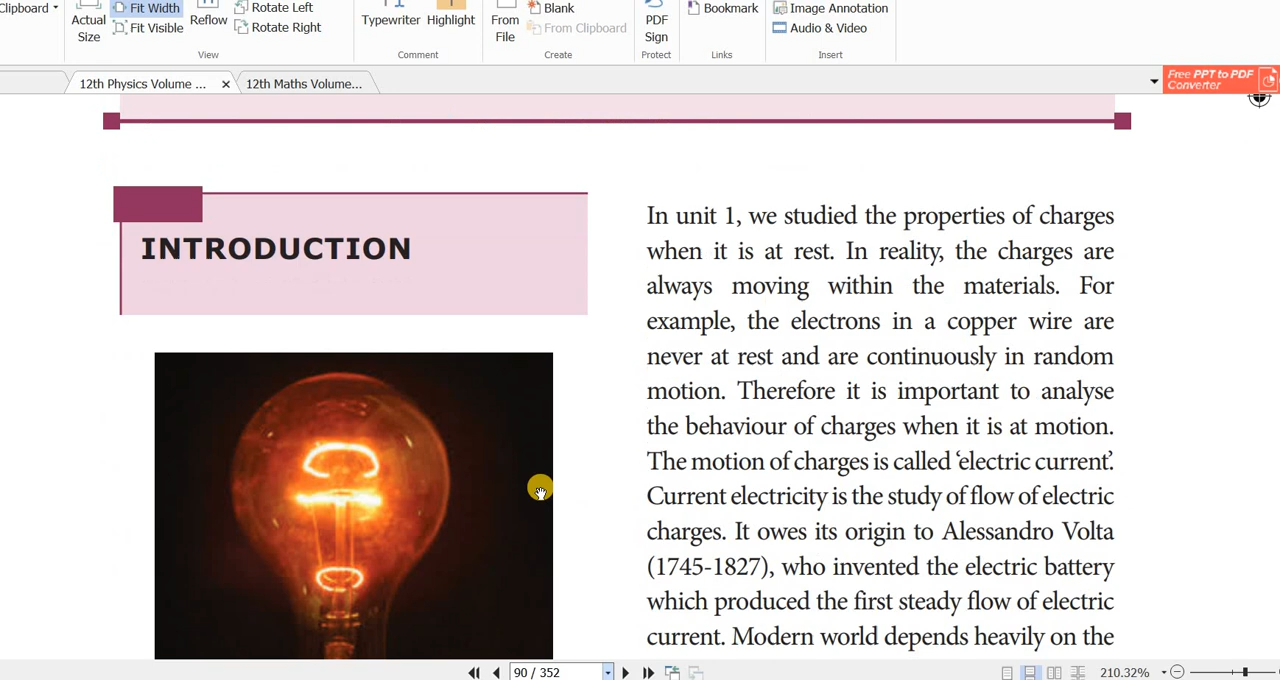 Clipboard
Fit Width
Rotate Left
Blank
Bookmark
Image Annotation
Actual Size
Reflow
Typewriter
Highlight
From File
PDF Sign
Fit Visible
Rotate Right
From Clipboard
Audio & Video
View
Comment
Create
Protect
Links
Insert
12th Physics Volume ...
12th Maths Volume...
Free PPT to PDF
Converter
INTRODUCTION
In unit 1, we studied the properties of charges
when it is at rest. In reality, the charges are
always moving within the materials. For
example, the electrons in a copper wire are
never at rest and are continuously in random
motion. Therefore it is important to analyse
the behaviour of charges when it is at motion.
The motion of charges is called ‘electric current’.
Current electricity is the study of flow of electric
charges. It owes its origin to Alessandro Volta
(1745-1827), who invented the electric battery
which produced the first steady flow of electric
current. Modern world depends heavily on the
90 / 352
210.32%